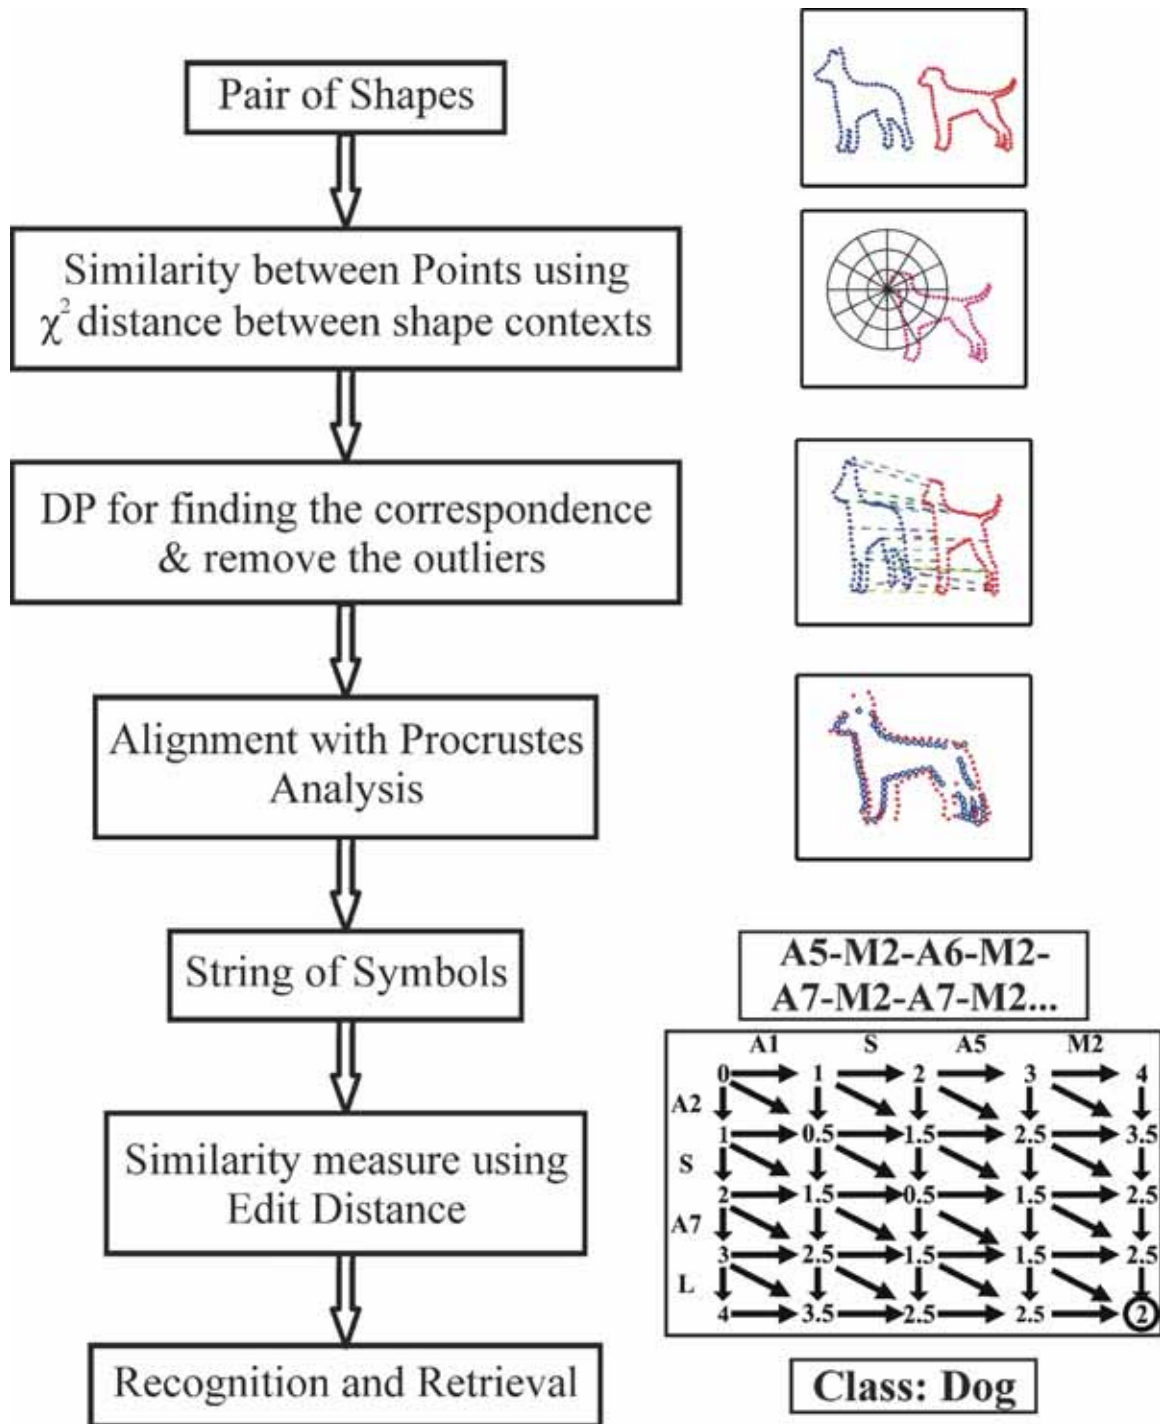 Pair of Shapes
Similarity between Points using
χ² distance between shape contexts
DP for finding the correspondence
& remove the outliers
Alignment with Procrustes
Analysis
String of Symbols
A5-M2-A6-M2-
A7-M2-A7-M2...
A1 S A5 M2
0 1 2 3 4
A2
1 0.5 1.5 2.5 3.5
S
2 1.5 0.5 1.5 2.5
A7
3 2.5 1.5 1.5 2.5
L
4 3.5 2.5 2.5 2
Similarity measure using
Edit Distance
Recognition and Retrieval
Class: Dog